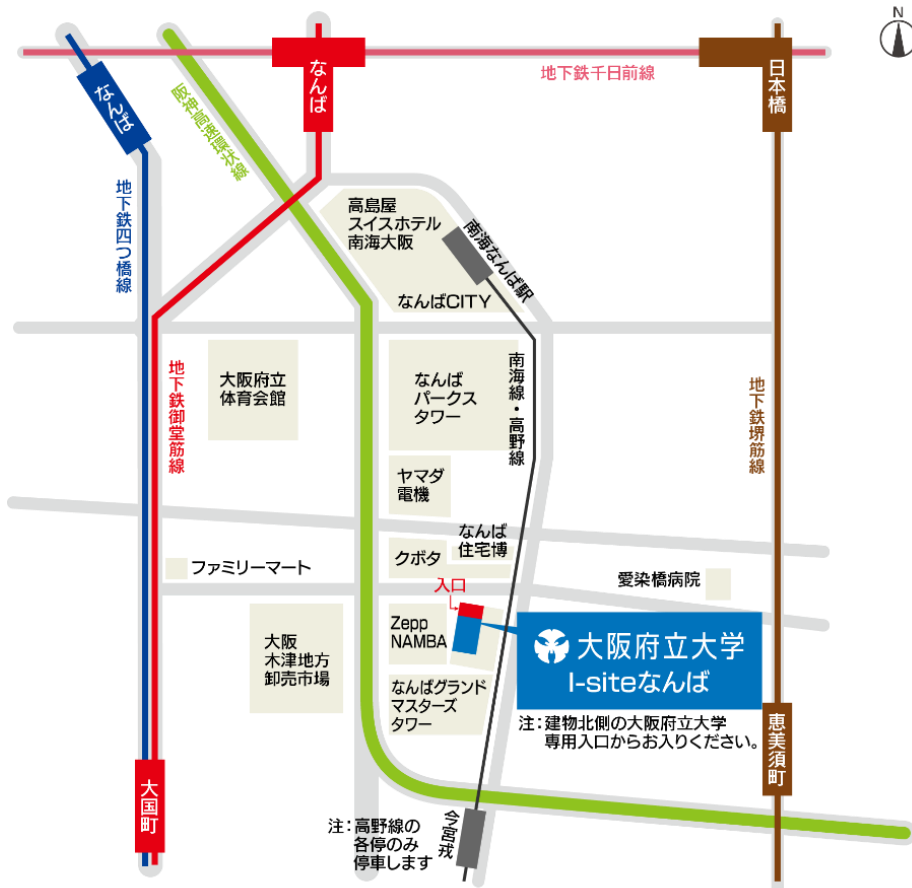 N
なんば
なんば
日本橋
地下鉄千日前線
阪神高速環状線
地下鉄四つ橋線
高島屋
スイスホテル
南海大阪
南海なんば駅
なんばCITY
大阪府立
体育会館
なんば
パークス
タワー
南海線・高野線
地下鉄御堂筋線
地下鉄堺筋線
ヤマダ
電機
なんば
住宅博
クボタ
ファミリーマート
愛染橋病院
入口
Zepp
NAMBA
大阪
木津地方
卸売市場
大阪府立大学
I-siteなんば
なんばグランド
マスターズ
タワー
注：建物北側の大阪府立大学
専用入口からお入りください。
恵美須町
大国町
今宮戎
注：高野線の
各停のみ
停車します